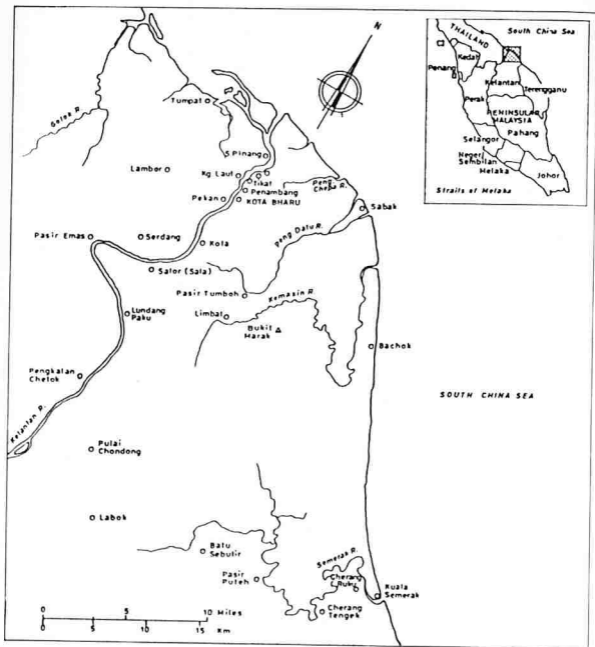 N
THAILAND
South China Sea
Kedah
Penang
Kelantan
Terengganu
Perak
PENINSULAR
MALAYSIA
Pahang
Selangor
Negeri
Sembilan
Melaka
Johor
Straits of Melaka
Golok R.
Tumpat
S.Pinang
Lambor
Kg Laut
Tikat
Penambang
Pekan
KOTA BHARU
Peng
Chepa R.
Sabak
Pasir Emas
Serdang
Kota
Peng Datu R.
Salor (Sala)
Pasir Tumboh
Kemasin R.
Lundang
Paku
Limbat
Bukit
Marak
Bachok
Pengkalan
Chelok
SOUTH CHINA SEA
Kelantan R.
Pulai
Chondong
Labok
Batu
Sebutir
Semerak R.
Pasir
Puteh
Cherang
Ruku
Kuala
Semerak
Cherang
Tengek
0 5 10 Miles
0 5 15 Km